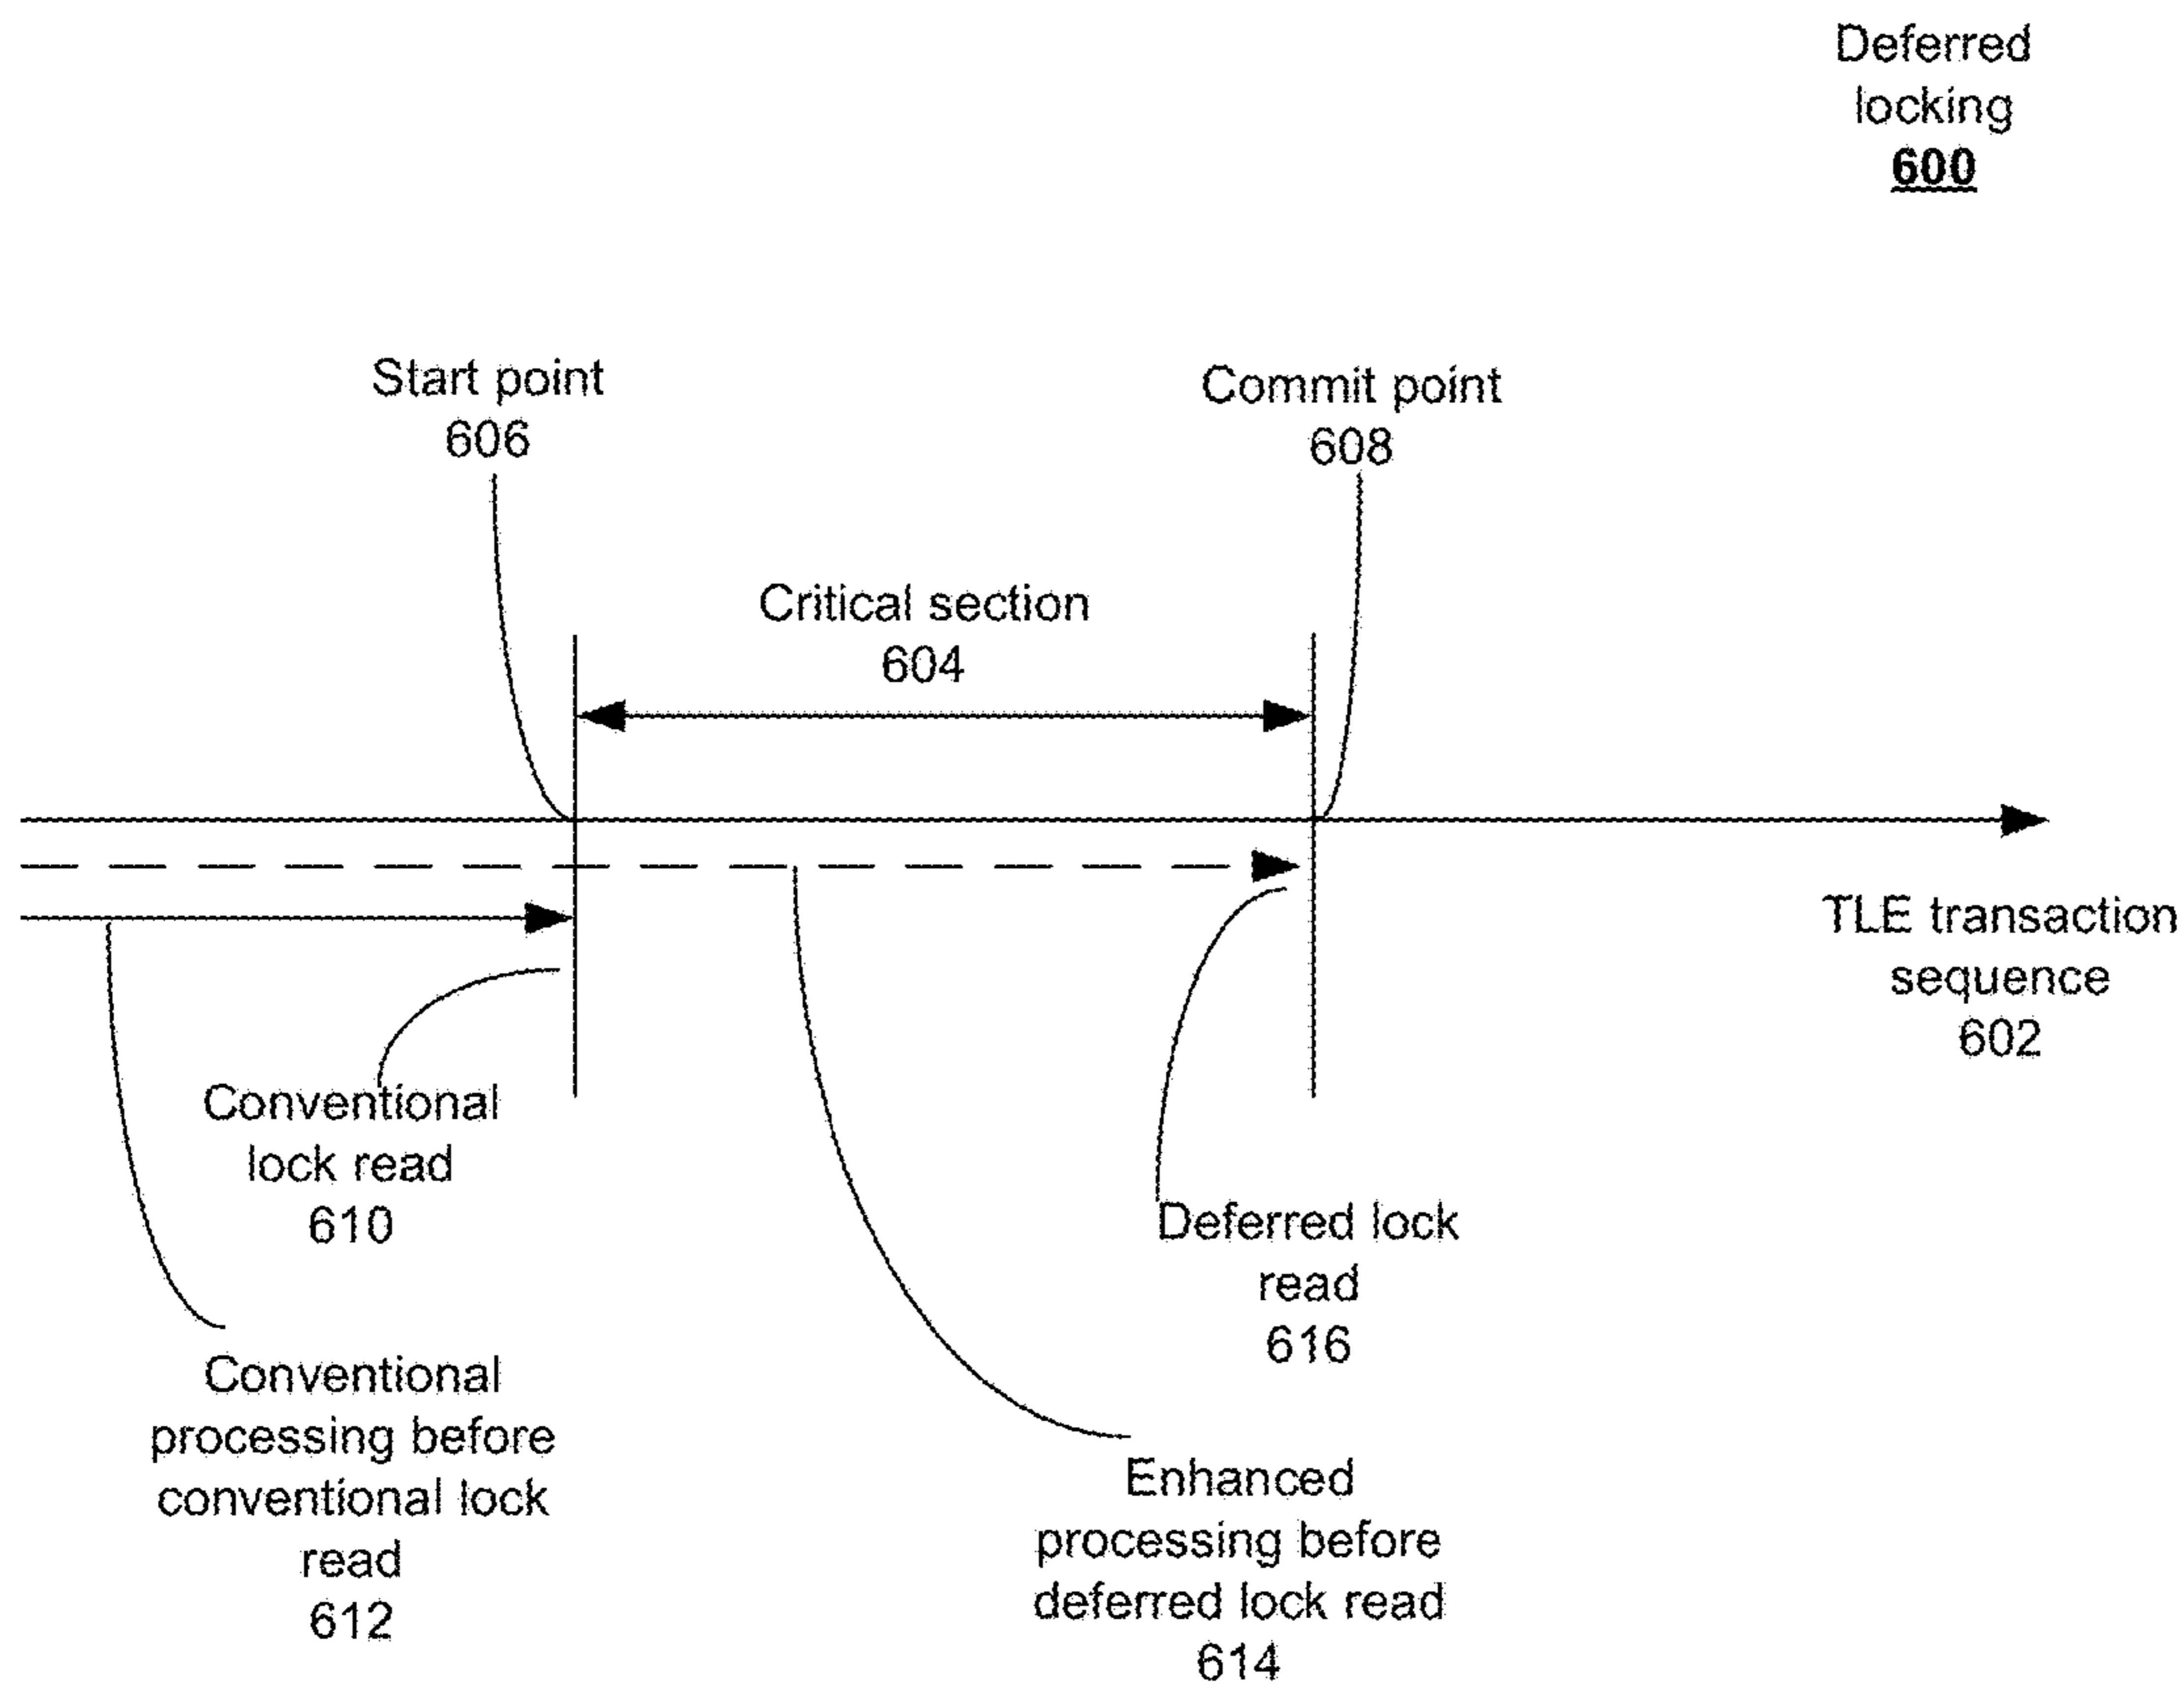 Deferred
locking
600
Start point
606
Commit point
608
Critical section
604
TLE transaction
sequence
602
Conventional
lock read
610
Deferred lock
read
616
Conventional
processing before
conventional lock
read
612
Enhanced
processing before
deferred lock read
614